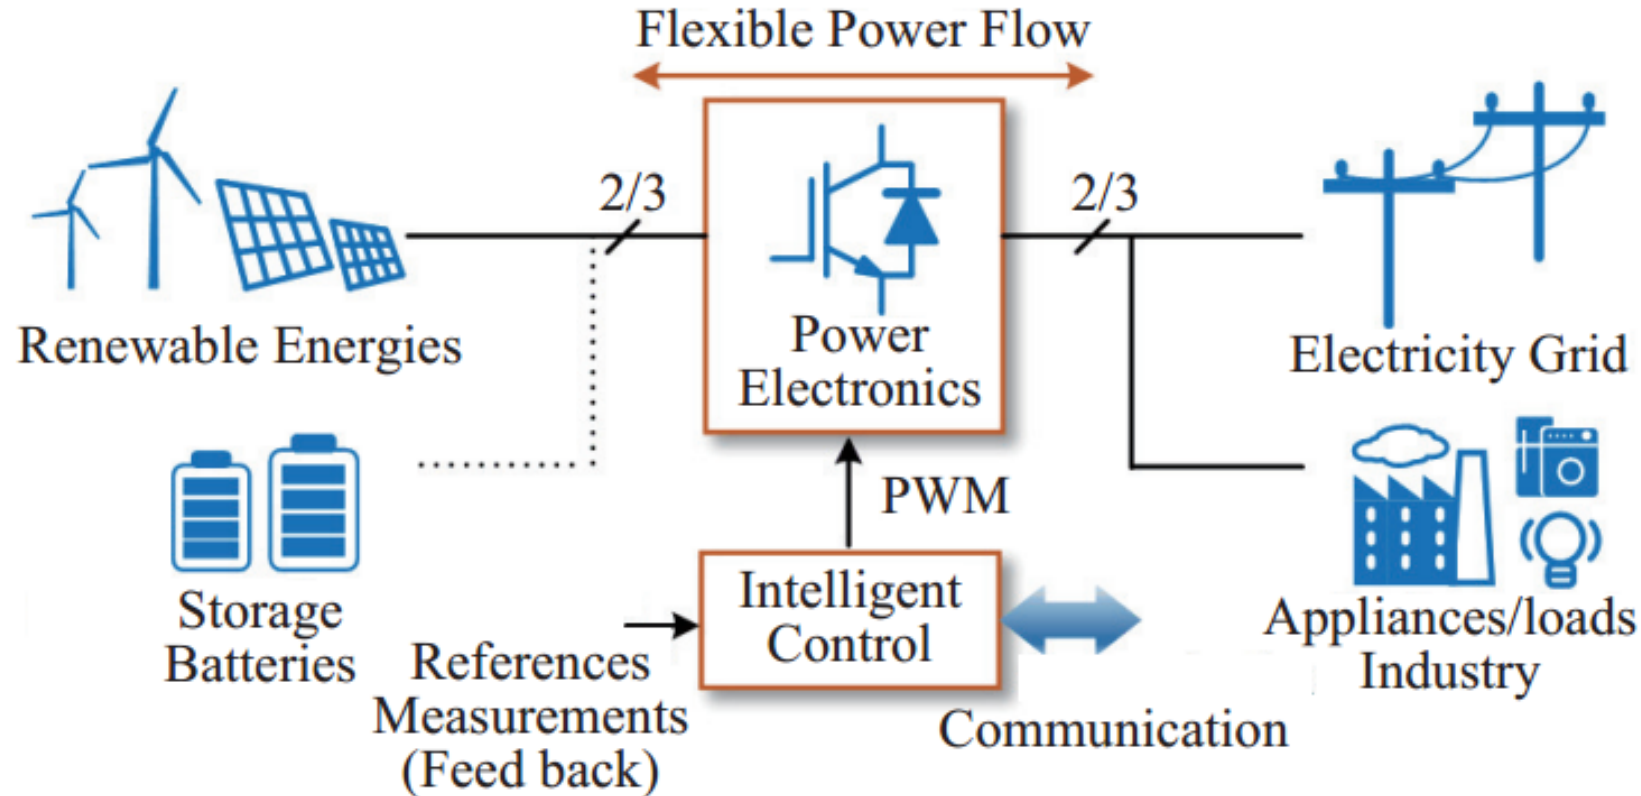 Flexible Power Flow
2/3
2/3
Renewable Energies
Power
Electronics
Electricity Grid
PWM
Storage
Batteries
Intelligent
Control
References
Measurements
(Feed back)
Communication
Appliances/loads
Industry